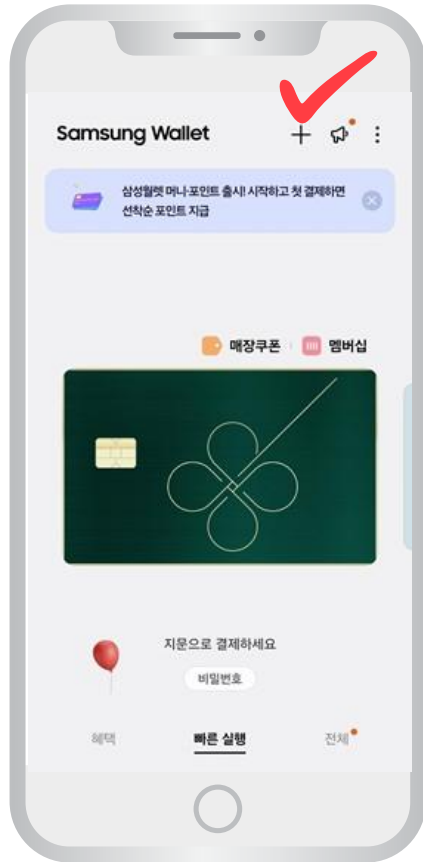 Samsung Wallet
삼성월렛 머니·포인트 출시! 시작하고 첫 결제하면
선착순 포인트 지급
매장쿠폰 멤버십
지문으로 결제하세요
비밀번호
혜택 빠른 실행 전체